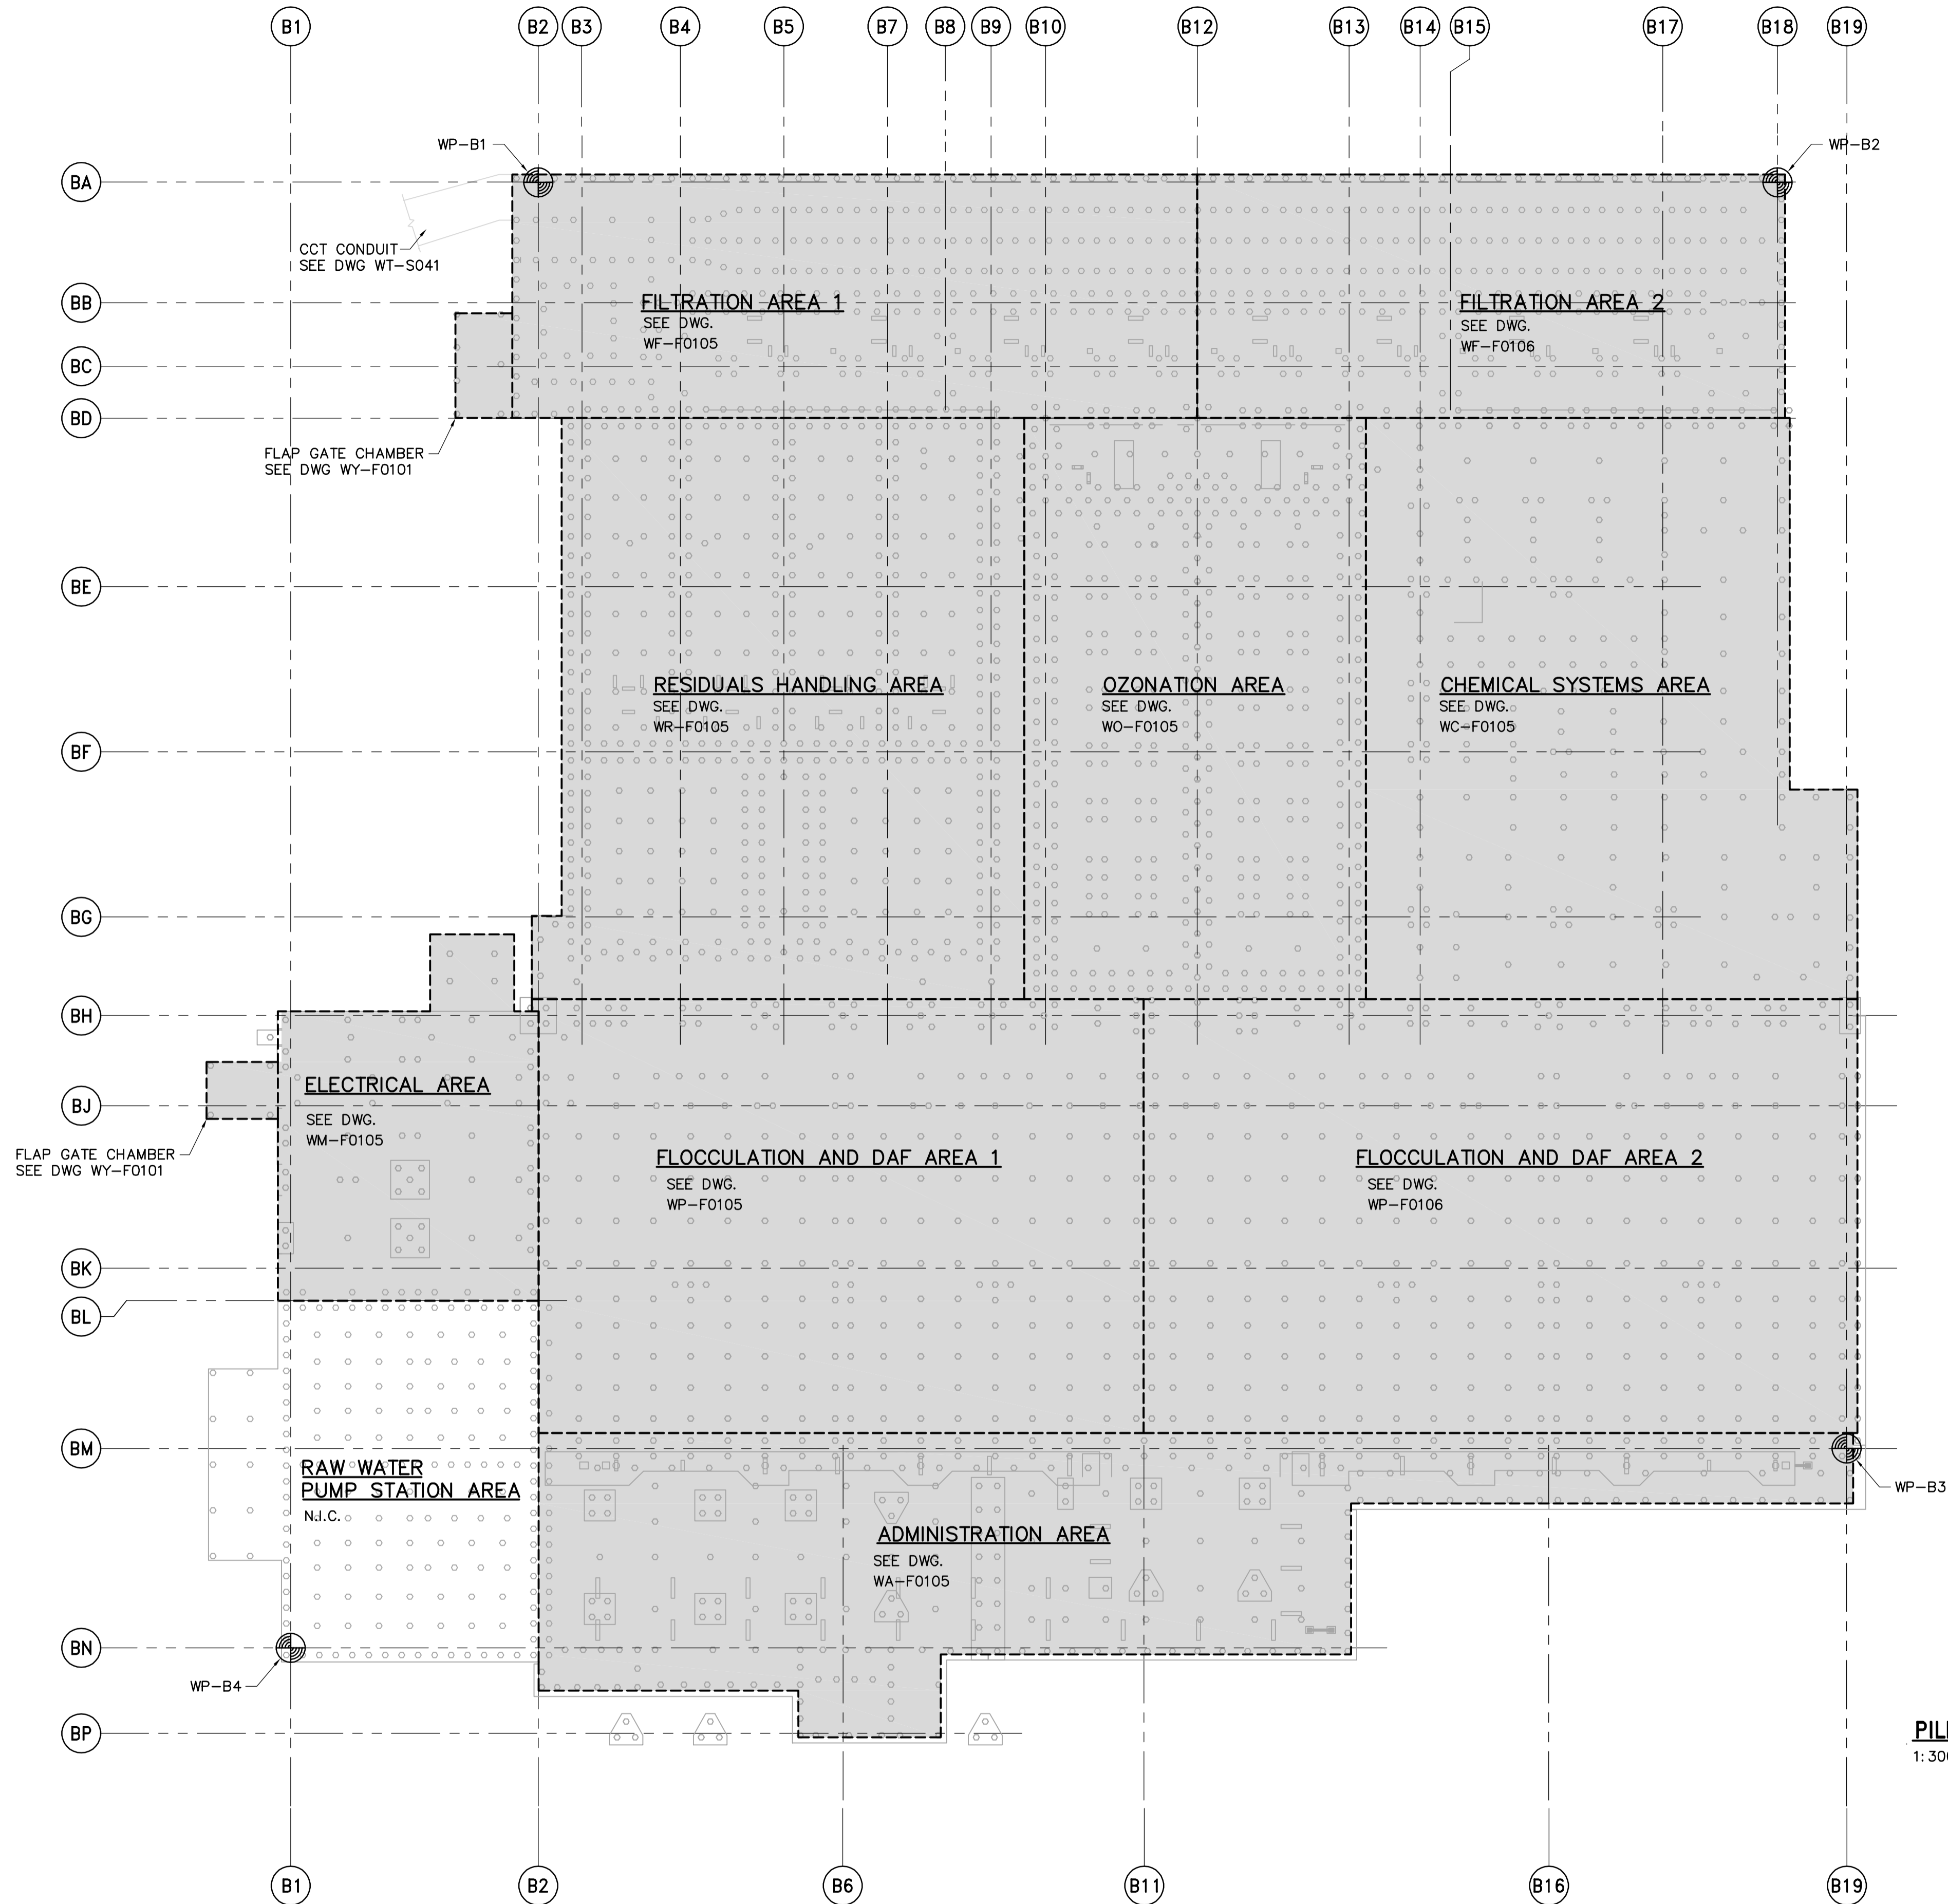 B1
B2
B3
B4
B5
B7
B8
B9
B10
B12
B13
B14
B15
B17
B18
B19
WP-B1
WP-B2
BA
CCT CONDUIT
SEE DWG WT-S041
BB
FILTRATION AREA 1
SEE DWG.
WF-F0105
FILTRATION AREA 2
SEE DWG.
WF-F0106
BC
BD
FLAP GATE CHAMBER
SEE DWG WY-F0101
BE
RESIDUALS HANDLING AREA
SEE DWG.
WR-F0105
OZONATION AREA
SEE DWG.
WO-F0105
CHEMICAL SYSTEMS AREA
SEE DWG.
WC-F0105
BF
BG
BH
ELECTRICAL AREA
SEE DWG.
WM-F0105
BJ
FLAP GATE CHAMBER
SEE DWG WY-F0101
FLOCCULATION AND DAF AREA 1
SEE DWG.
WP-F0105
FLOCCULATION AND DAF AREA 2
SEE DWG.
WP-F0106
BK
BL
BM
RAW WATER
PUMP STATION AREA
N.I.C.
WP-B3
ADMINISTRATION AREA
SEE DWG.
WA-F0105
BN
WP-B4
BP
B1
B2
B6
B11
B16
B19